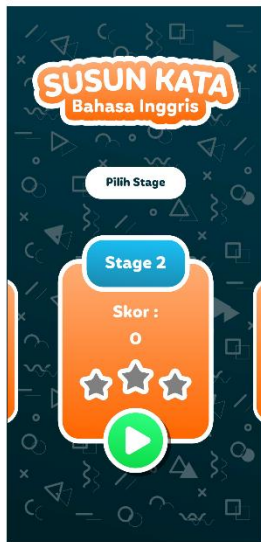 SUSUN KATA
Bahasa Inggris
Pilih Stage
Stage 2
Skor :
0